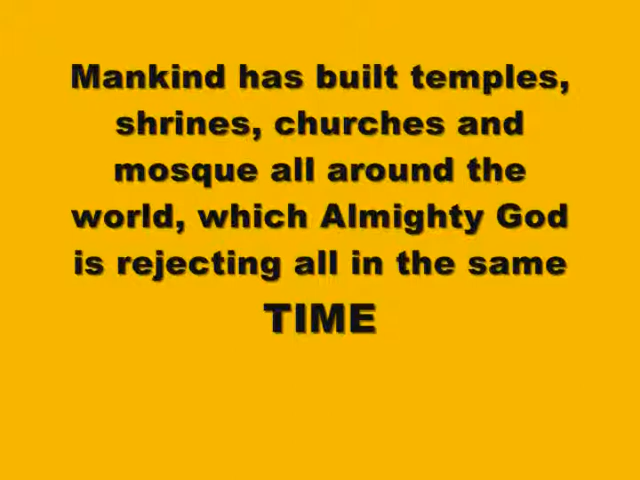 Mankind has built temples,
shrines, churches and
mosque all around the
world, which Almighty God
is rejecting all in the same
TIME